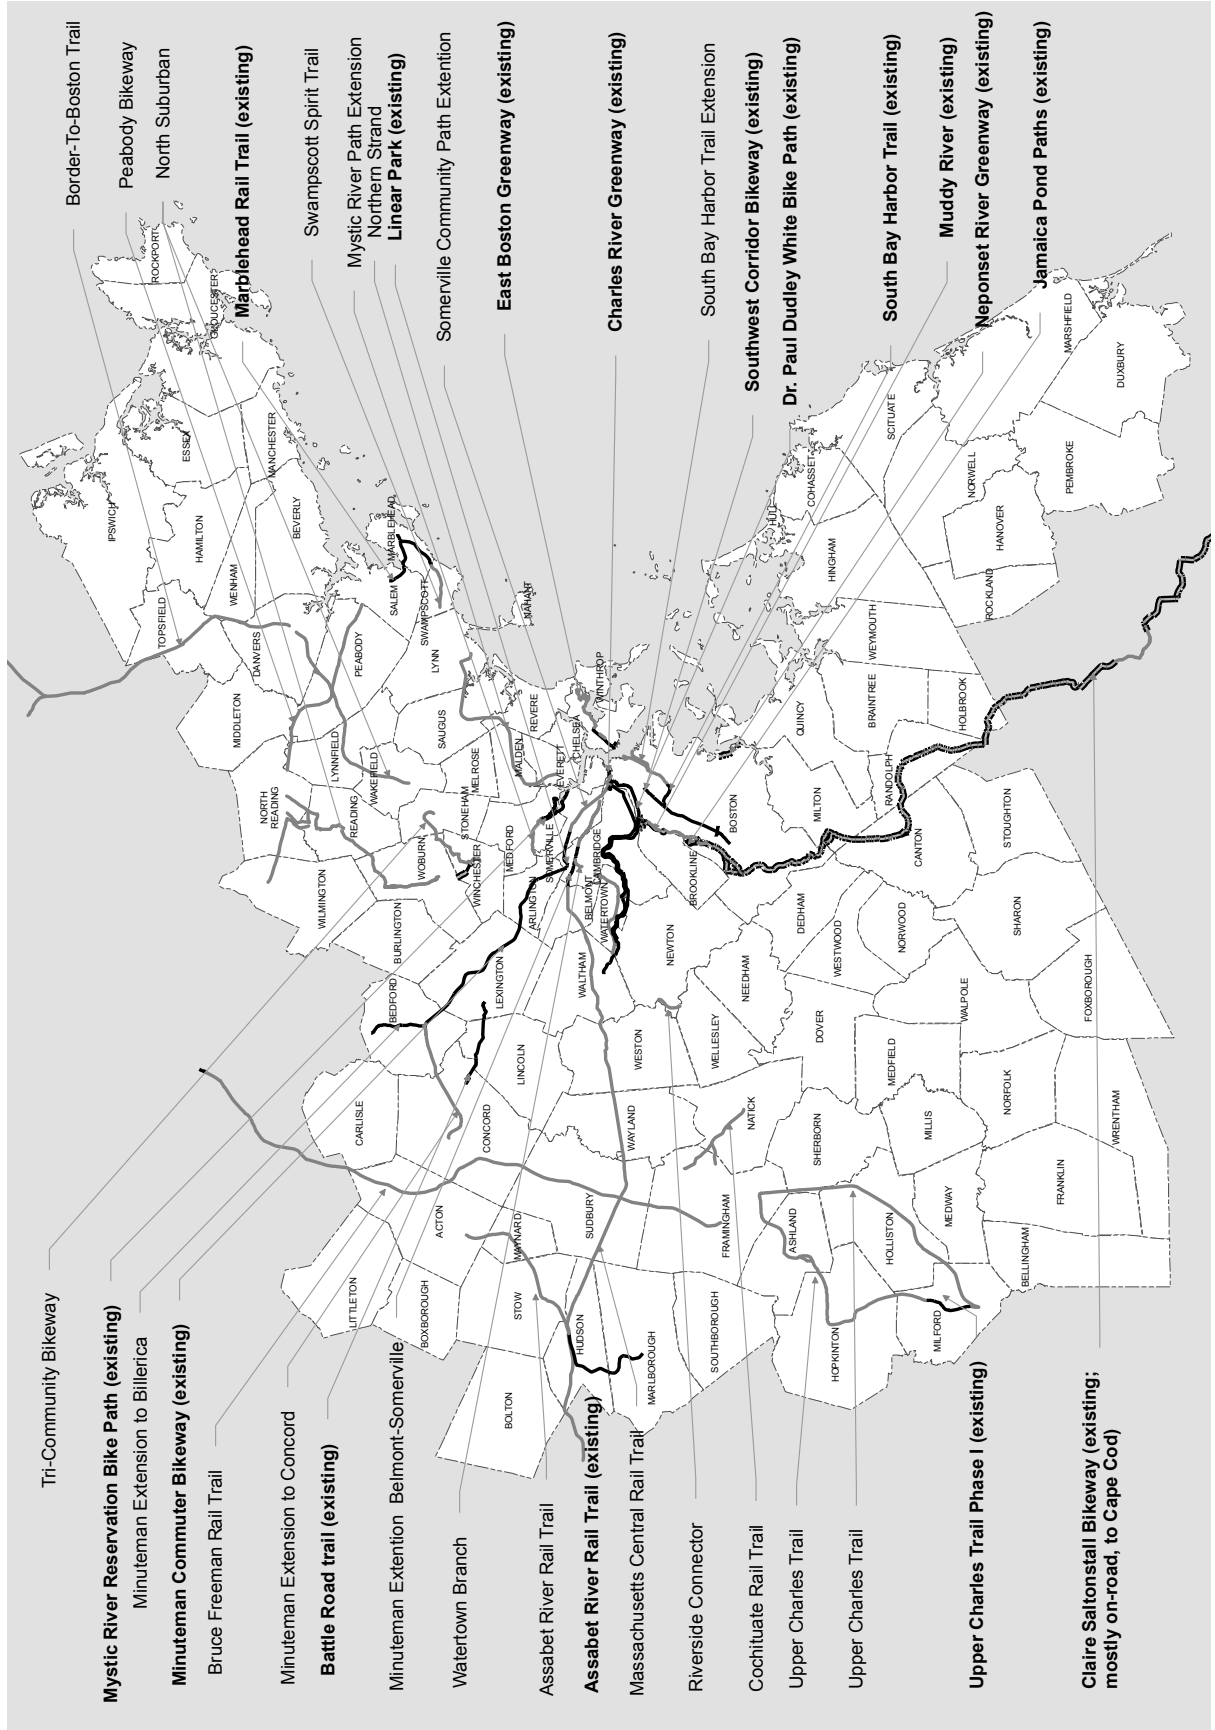 Border-To-Boston Trail
Peabody Bikeway
North Suburban
Marblehead Rail Trail (existing)
Swampscott Spirit Trail
Mystic River Path Extension
Northern Strand
Linear Park (existing)
Somerville Community Path Extention
East Boston Greenway (existing)
Charles River Greenway (existing)
South Bay Harbor Trail Extension
Southwest Corridor Bikeway (existing)
Dr. Paul Dudley White Bike Path (existing)
South Bay Harbor Trail (existing)
Muddy River (existing)
Neponset River Greenway (existing)
Jamaica Pond Paths (existing)
Tri-Community Bikeway
Mystic River Reservation Bike Path (existing)
Minuteman Extension to Billerica
Minuteman Commuter Bikeway (existing)
Bruce Freeman Rail Trail
Minuteman Extension to Concord
Battle Road trail (existing)
Minuteman Extention Belmont-Somerville
Watertown Branch
Assabet River Rail Trail
Assabet River Rail Trail (existing)
Massachusetts Central Rail Trail
Riverside Connector
Cochituate Rail Trail
Upper Charles Trail
Upper Charles Trail
Upper Charles Trail Phase I (existing)
Claire Saltonstall Bikeway (existing;
mostly on-road, to Cape Cod)
ROCKPORT
GLOUCESTER
ESSEX
MANCHESTER
IPSWICH
HAMILTON
WENHAM
BEVERLY
TOPSFIELD
DANVERS
MIDDLETON
PEABODY
SALEM
MARBLEHEAD
SWAMPSCOTT
LYNN
NAHANT
LYNNFIELD
SAUGUS
NORTH
READING
READING
WAKEFIELD
MELROSE
STONEHAM
MALDEN
REVERE
CHELSEA
EVERETT
WINTHROP
WILMINGTON
WOBURN
WINCHESTER
MEDFORD
SOMERVILLE
CAMBRIDGE
BURLINGTON
ARLINGTON
BELMONT
WATERTOWN
BEDFORD
LEXINGTON
WALTHAM
NEWTON
BROOKLINE
BOSTON
CARLISLE
CONCORD
LINCOLN
WESTON
WELLESLEY
NEEDHAM
DEDHAM
MILTON
QUINCY
HULL
COHASSET
HINGHAM
SCITUATE
WEYMOUTH
BRAINTREE
RANDOLPH
HOLBROOK
NORWELL
MARSHFIELD
DUXBURY
PEMBROKE
HANOVER
ROCKLAND
CANTON
STOUGHTON
SHARON
NORWOOD
WESTWOOD
DOVER
MEDFIELD
WALPOLE
FOXBOROUGH
NORFOLK
WRENTHAM
FRANKLIN
MILLIS
MEDWAY
BELLINGHAM
SHERBORN
NATICK
WAYLAND
SUDBURY
FRAMINGHAM
ASHLAND
HOLLISTON
HOPKINTON
MILFORD
SOUTHBOROUGH
MARLBOROUGH
HUDSON
STOW
MAYNARD
ACTON
BOXBOROUGH
LITTLETON
BOLTON